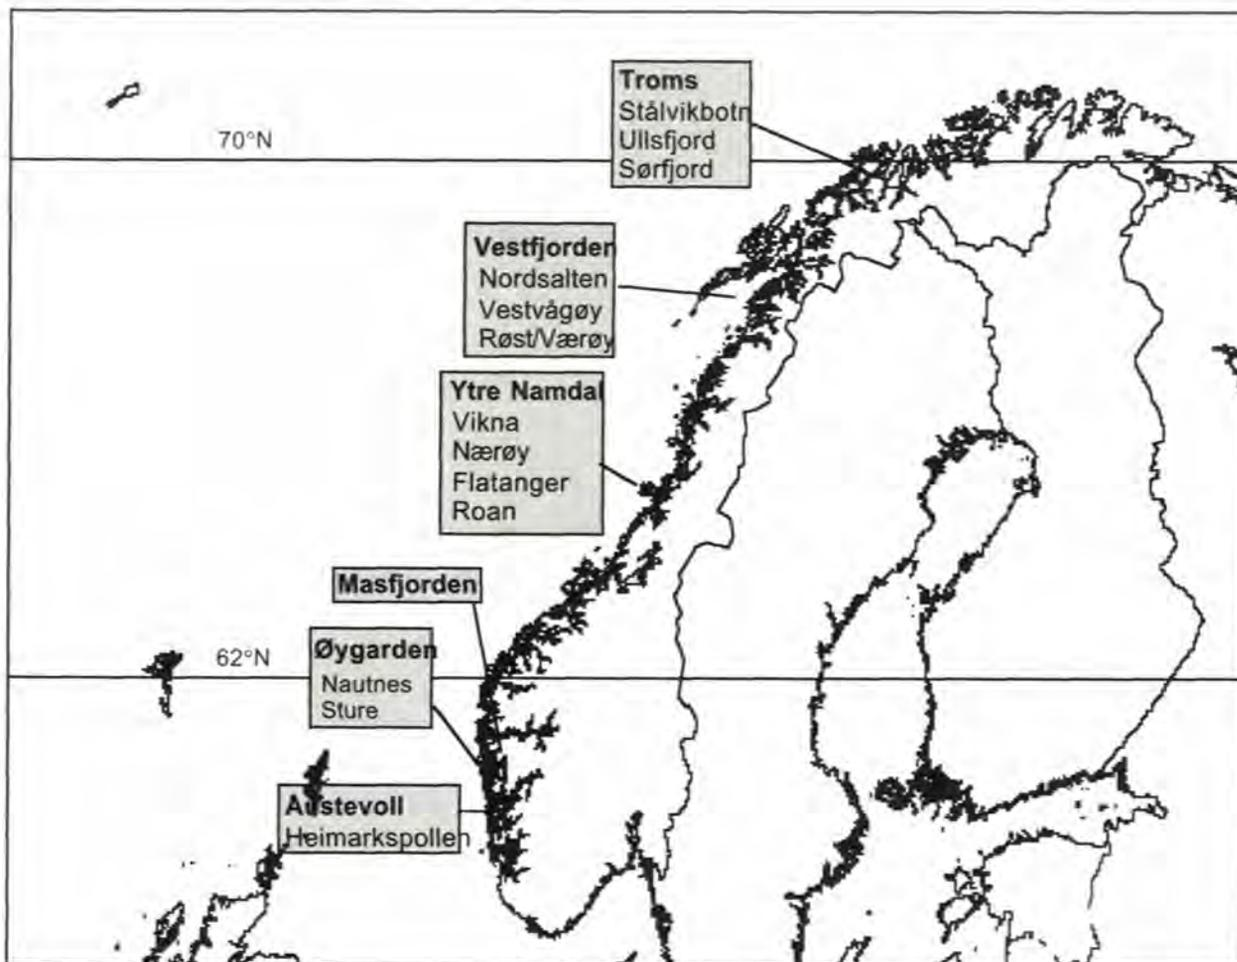 Troms
Stålvikbotn
Ullsfjord
Sørfjord
70°N
Vestfjorden
Nordsalten
Vestvågøy
Røst/Værøy
Ytre Namdal
Vikna
Nærøy
Flatanger
Roan
Masfjorden
Øygarden
Nautnes
Sture
62°N
Austevoll
Heimarkspollen